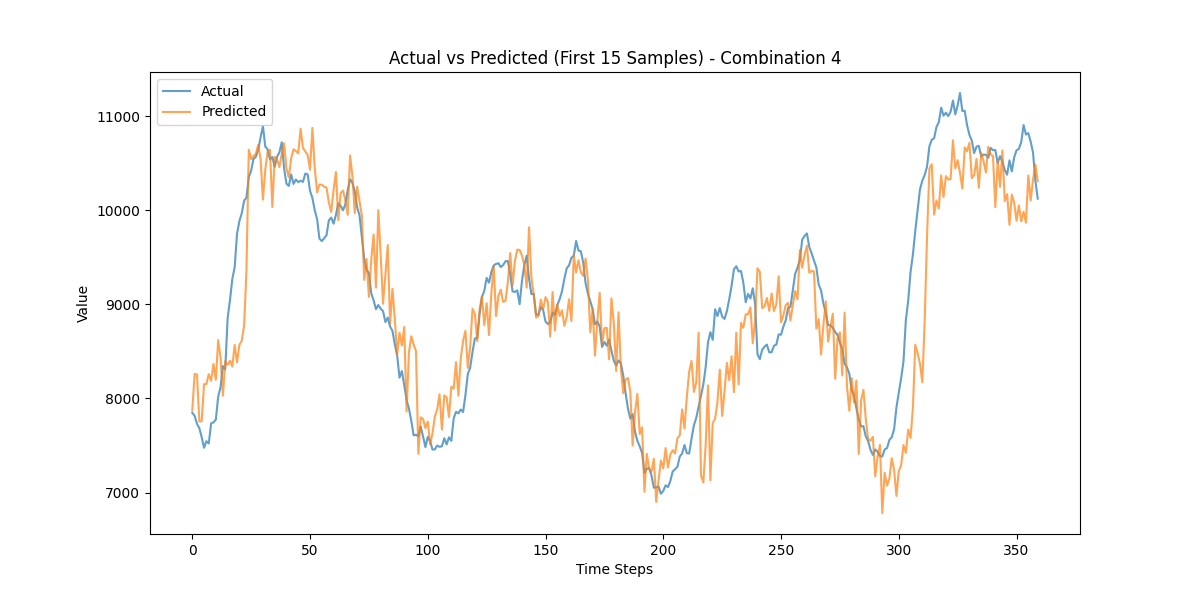 Actual vs Predicted (First 15 Samples) - Combination 4
Actual
Predicted
11000
10000
9000
8000
7000
Value
0 50 100 150 200 250 300 350
Time Steps